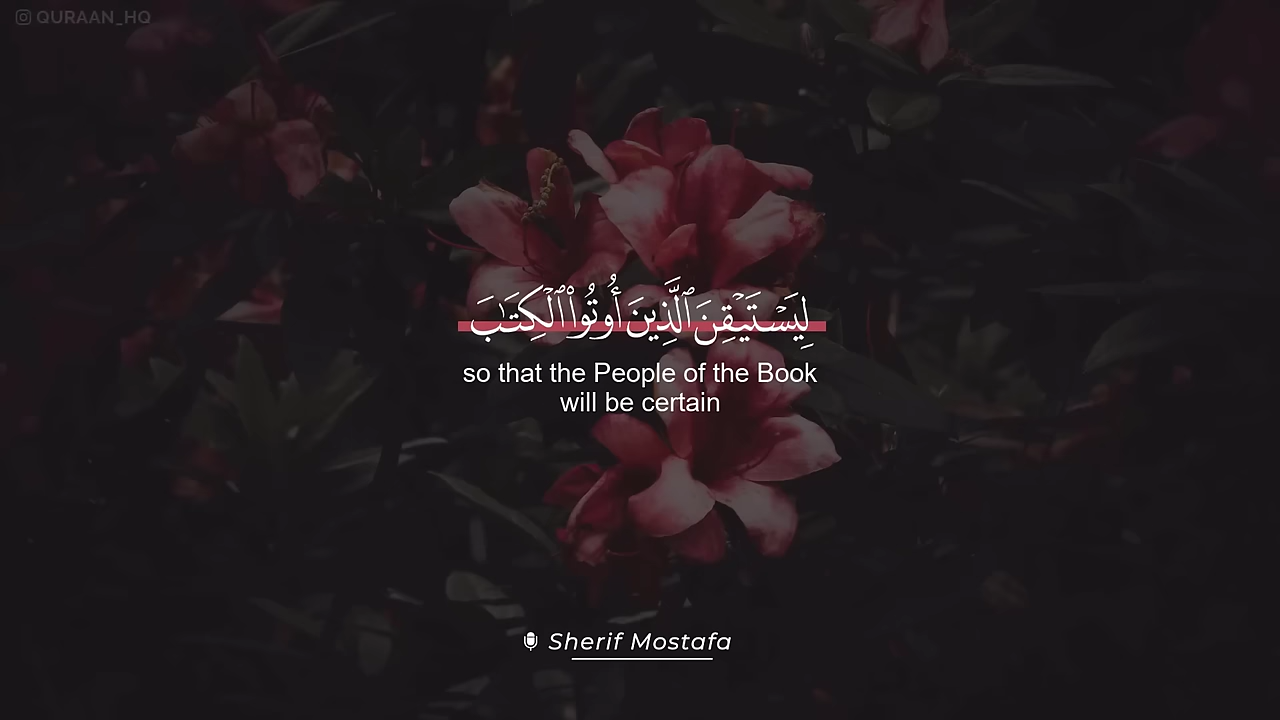 QURAAN_HQ
لِيَسْتَيْقِنَ ٱلَّذِينَ أُوتُوا۟ ٱلْكِتَـٰبَ
so that the People of the Book
will be certain
Sherif Mostafa